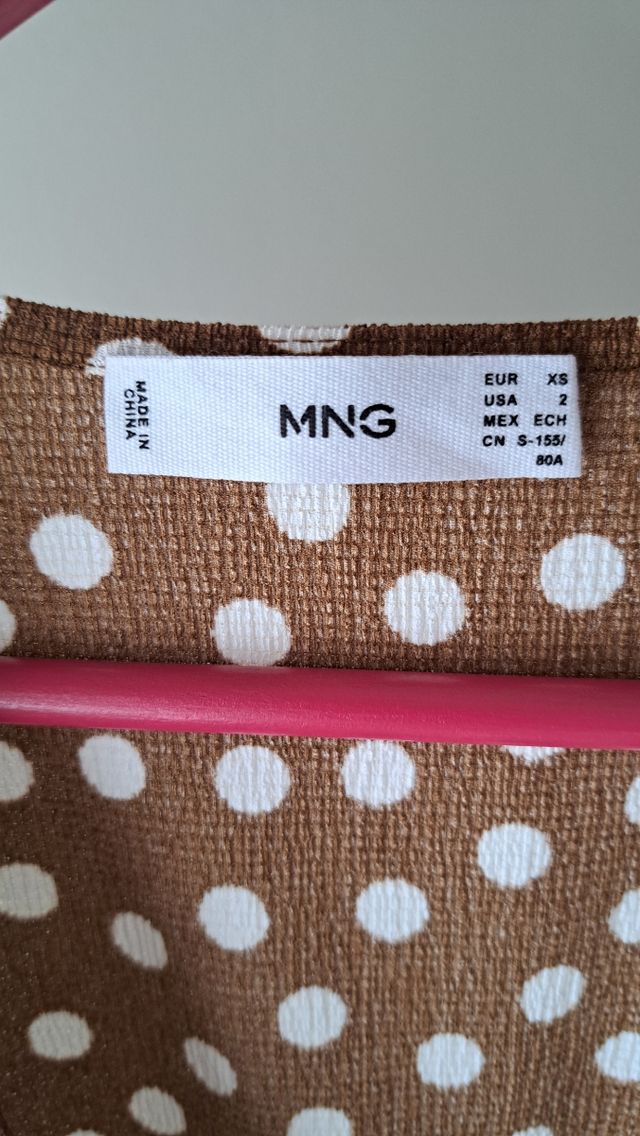 MADE IN
CHINA
MNG
EUR XS
USA 2
MEX ECH
CN S-155/
80A